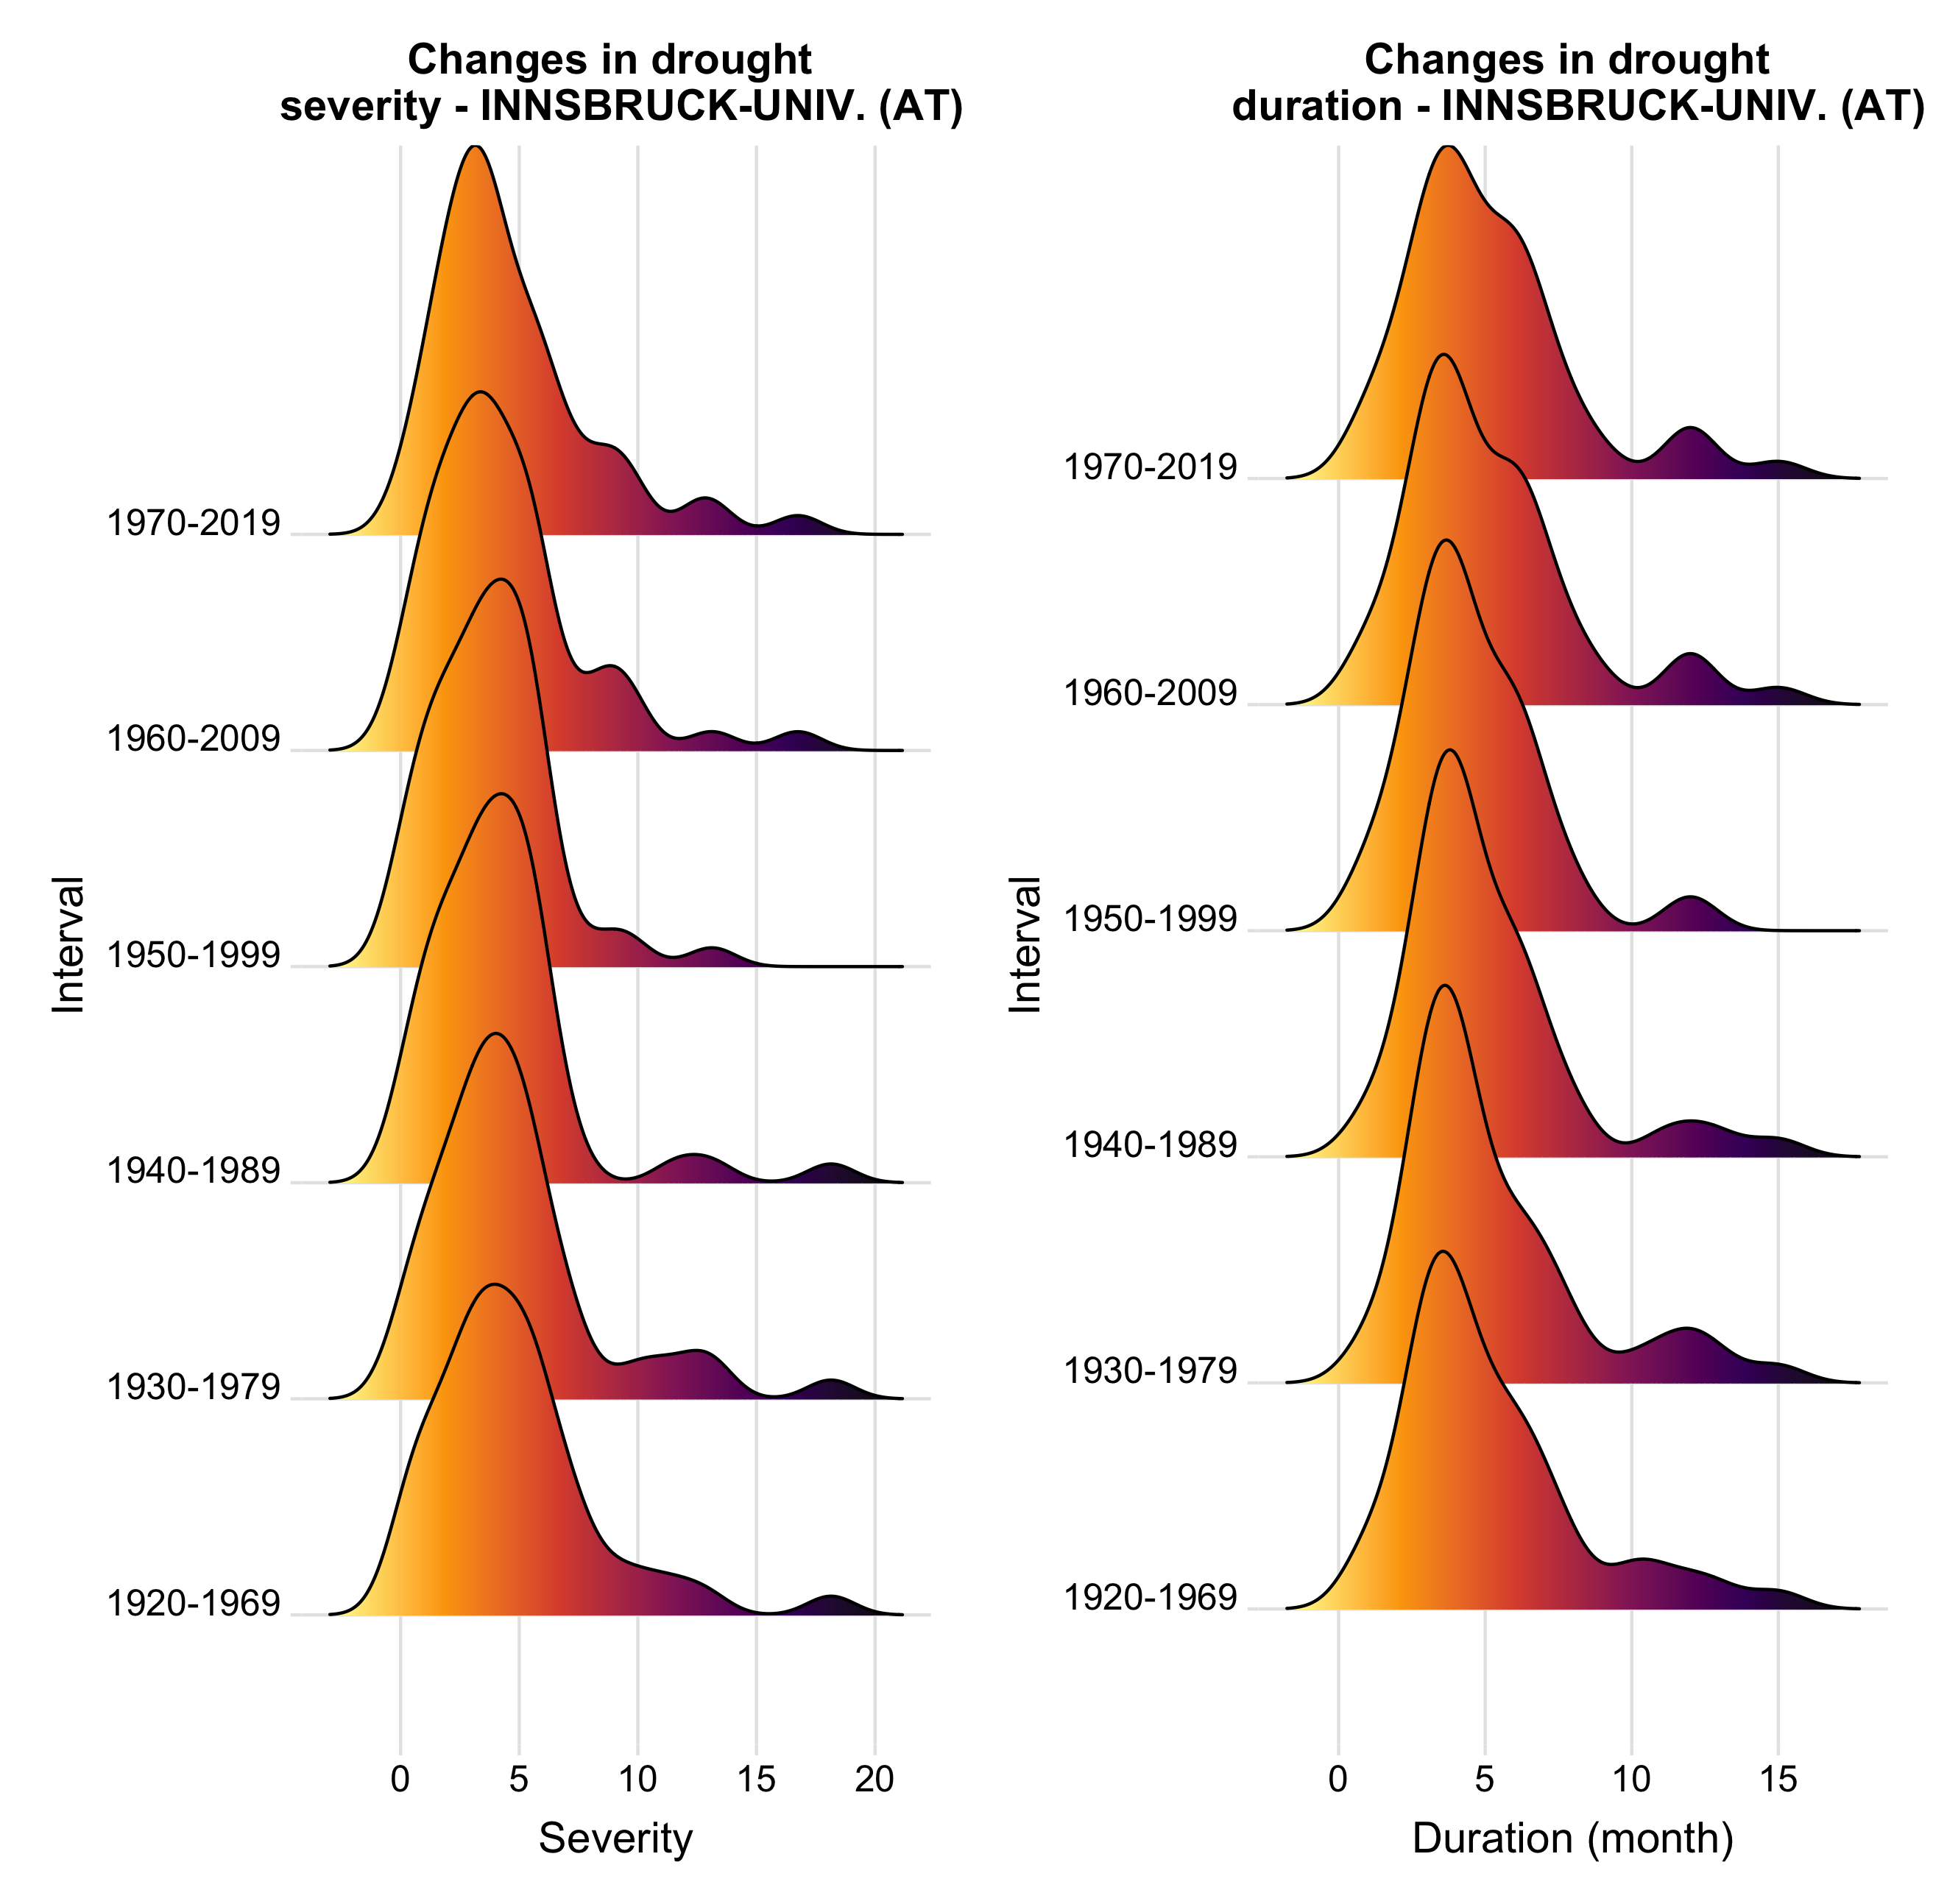 Changes in drought
severity - INNSBRUCK-UNIV. (AT)
Interval
1970-2019
1960-2009
1950-1999
1940-1989
1930-1979
1920-1969
0 5 10 15 20
Severity
Changes in drought
duration - INNSBRUCK-UNIV. (AT)
Interval
1970-2019
1960-2009
1950-1999
1940-1989
1930-1979
1920-1969
0 5 10 15
Duration (month)